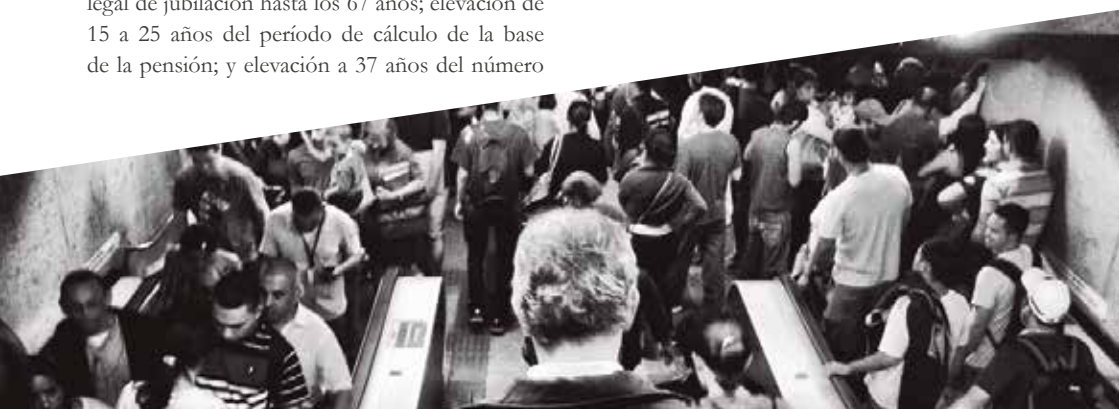 legal de jubilación hasta los 67 años; elevación de
15 a 25 años del período de cálculo de la base
de la pensión; y elevación a 37 años del número